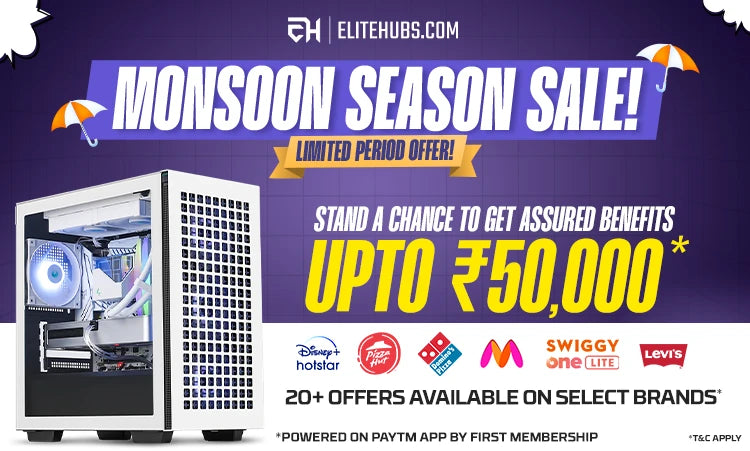 EH | ELITEHUBS.COM
MONSOON SEASON SALE!
LIMITED PERIOD OFFER!
STAND A CHANCE TO GET ASSURED BENEFITS
UPTO ₹50,000*
Disney+ hotstar
Pizza Hut
Domino's Pizza
M
SWIGGY one LITE
LEVI'S
20+ OFFERS AVAILABLE ON SELECT BRANDS*
*POWERED ON PAYTM APP BY FIRST MEMBERSHIP
*T&C APPLY